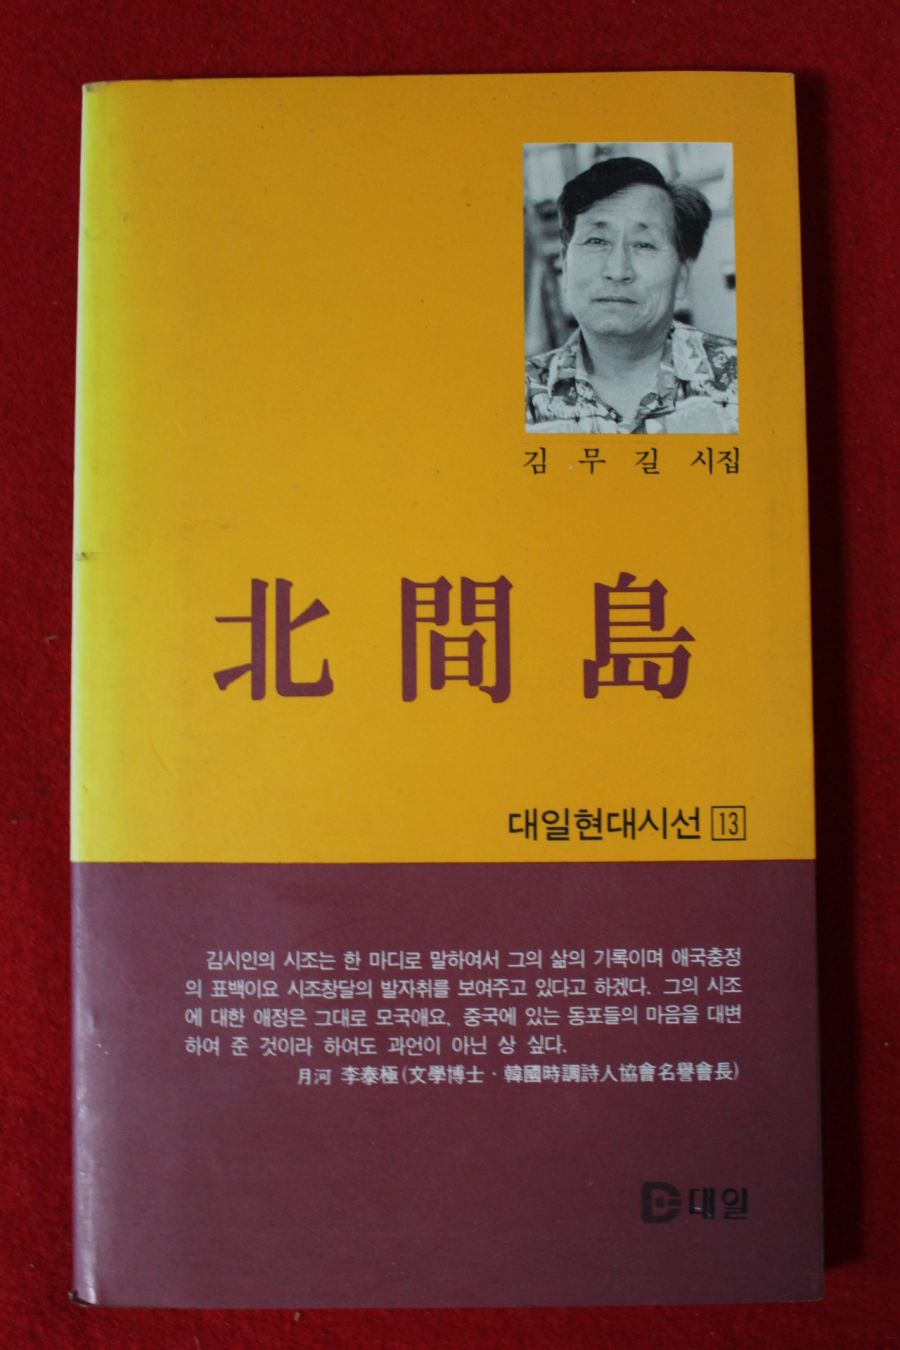 김 무 길 시집
北間島
대일현대시선 13
김시인의 시조는 한 마디로 말하여서 그의 삶의 기록이며 애국충정
의 표백이요 시조창달의 발자취를 보여주고 있다고 하겠다. 그의 시조
에 대한 애정은 그대로 모국애요, 중국에 있는 동포들의 마음을 대변
하여 준 것이라 하여도 과언이 아닌 상 싶다.
月河 李泰極(文學博士·韓國時調詩人協會名譽會長)
대일